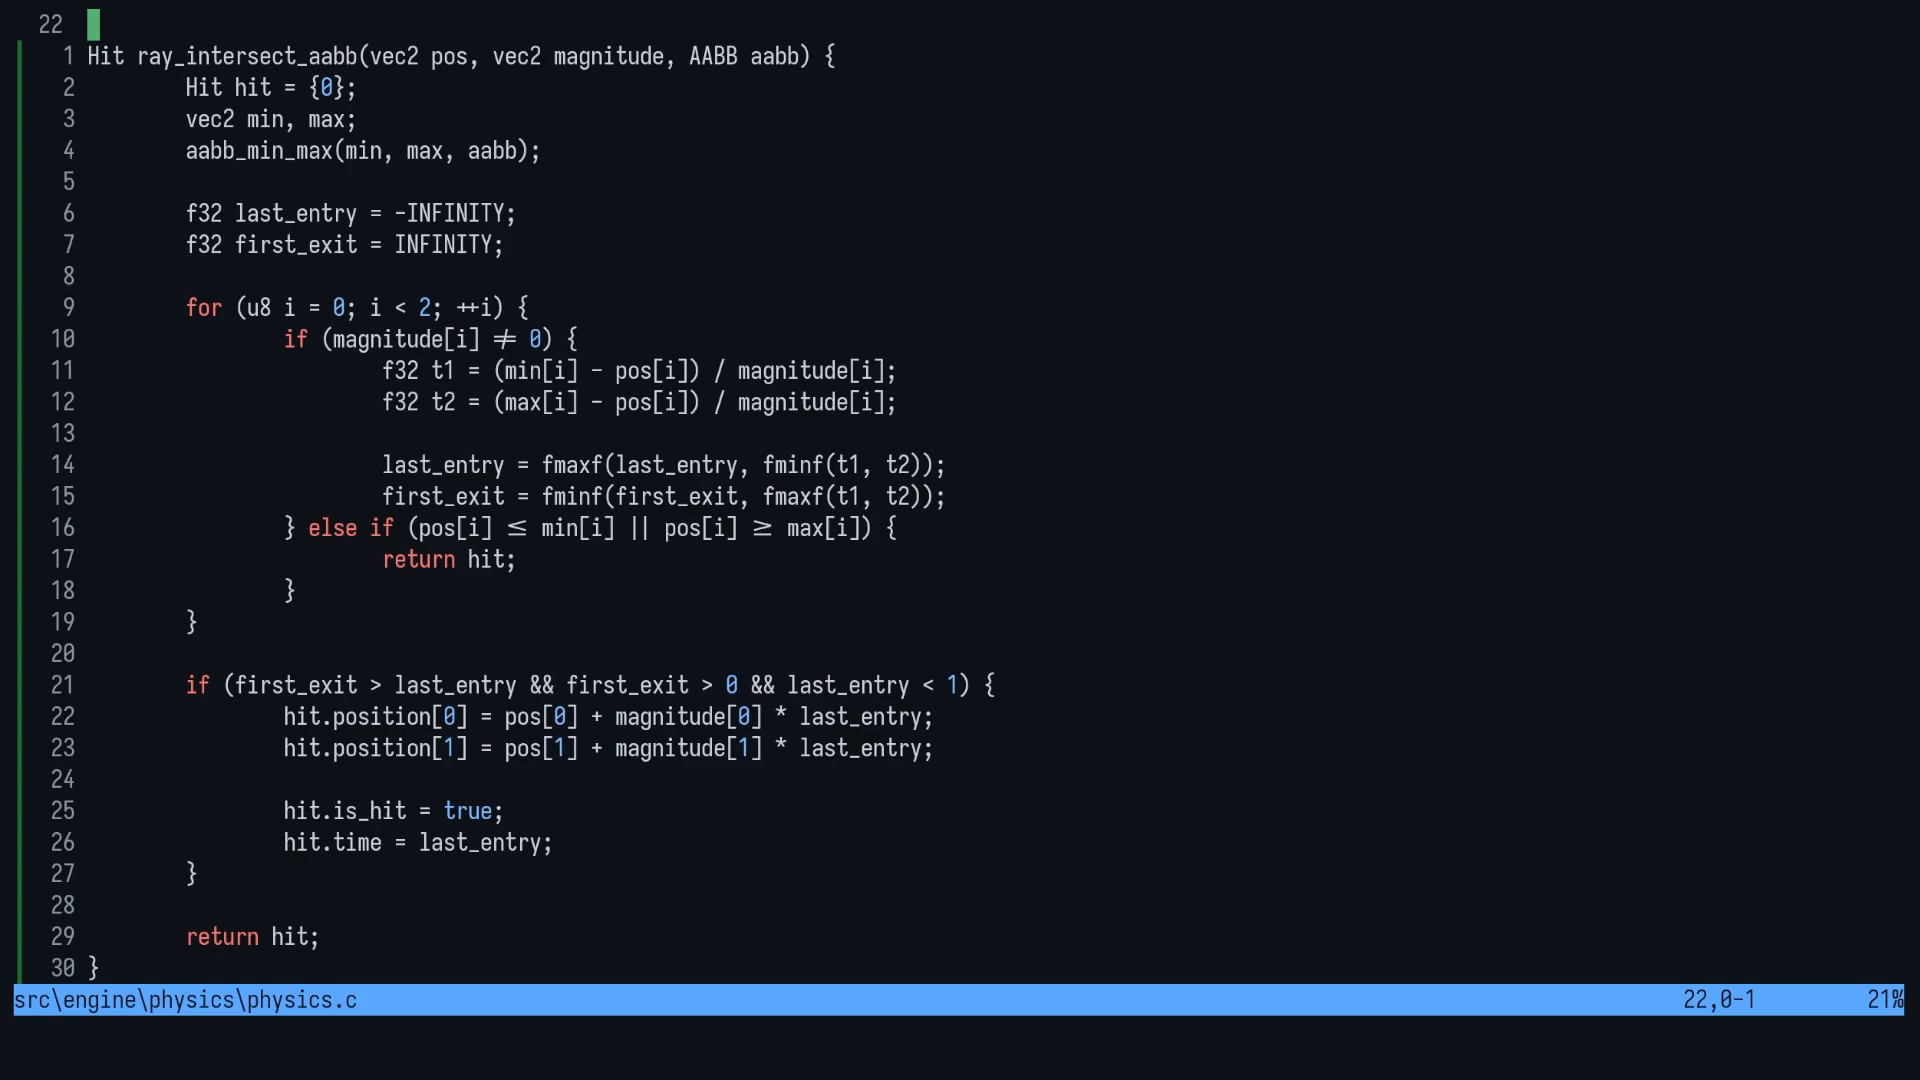 22
1 Hit ray_intersect_aabb(vec2 pos, vec2 magnitude, AABB aabb) {
2 Hit hit = {0};
3 vec2 min, max;
4 aabb_min_max(min, max, aabb);
5
6 f32 last_entry = -INFINITY;
7 f32 first_exit = INFINITY;
8
9 for (u8 i = 0; i < 2; ++i) {
10 if (magnitude[i] ≠ 0) {
11 f32 t1 = (min[i] - pos[i]) / magnitude[i];
12 f32 t2 = (max[i] - pos[i]) / magnitude[i];
13
14 last_entry = fmaxf(last_entry, fminf(t1, t2));
15 first_exit = fminf(first_exit, fmaxf(t1, t2));
16 } else if (pos[i] ≤ min[i] || pos[i] ≥ max[i]) {
17 return hit;
18 }
19 }
20
21 if (first_exit > last_entry && first_exit > 0 && last_entry < 1) {
22 hit.position[0] = pos[0] + magnitude[0] * last_entry;
23 hit.position[1] = pos[1] + magnitude[1] * last_entry;
24
25 hit.is_hit = true;
26 hit.time = last_entry;
27 }
28
29 return hit;
30 }
src\engine\physics\physics.c 22,0-1 21%